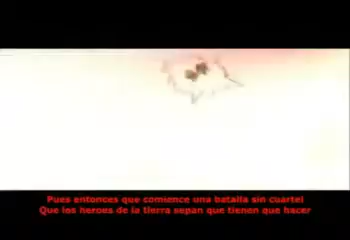 Pues entonces que comience una batalla sin cuartel
Que los heroes de la tierra sepan que tienen que hacer